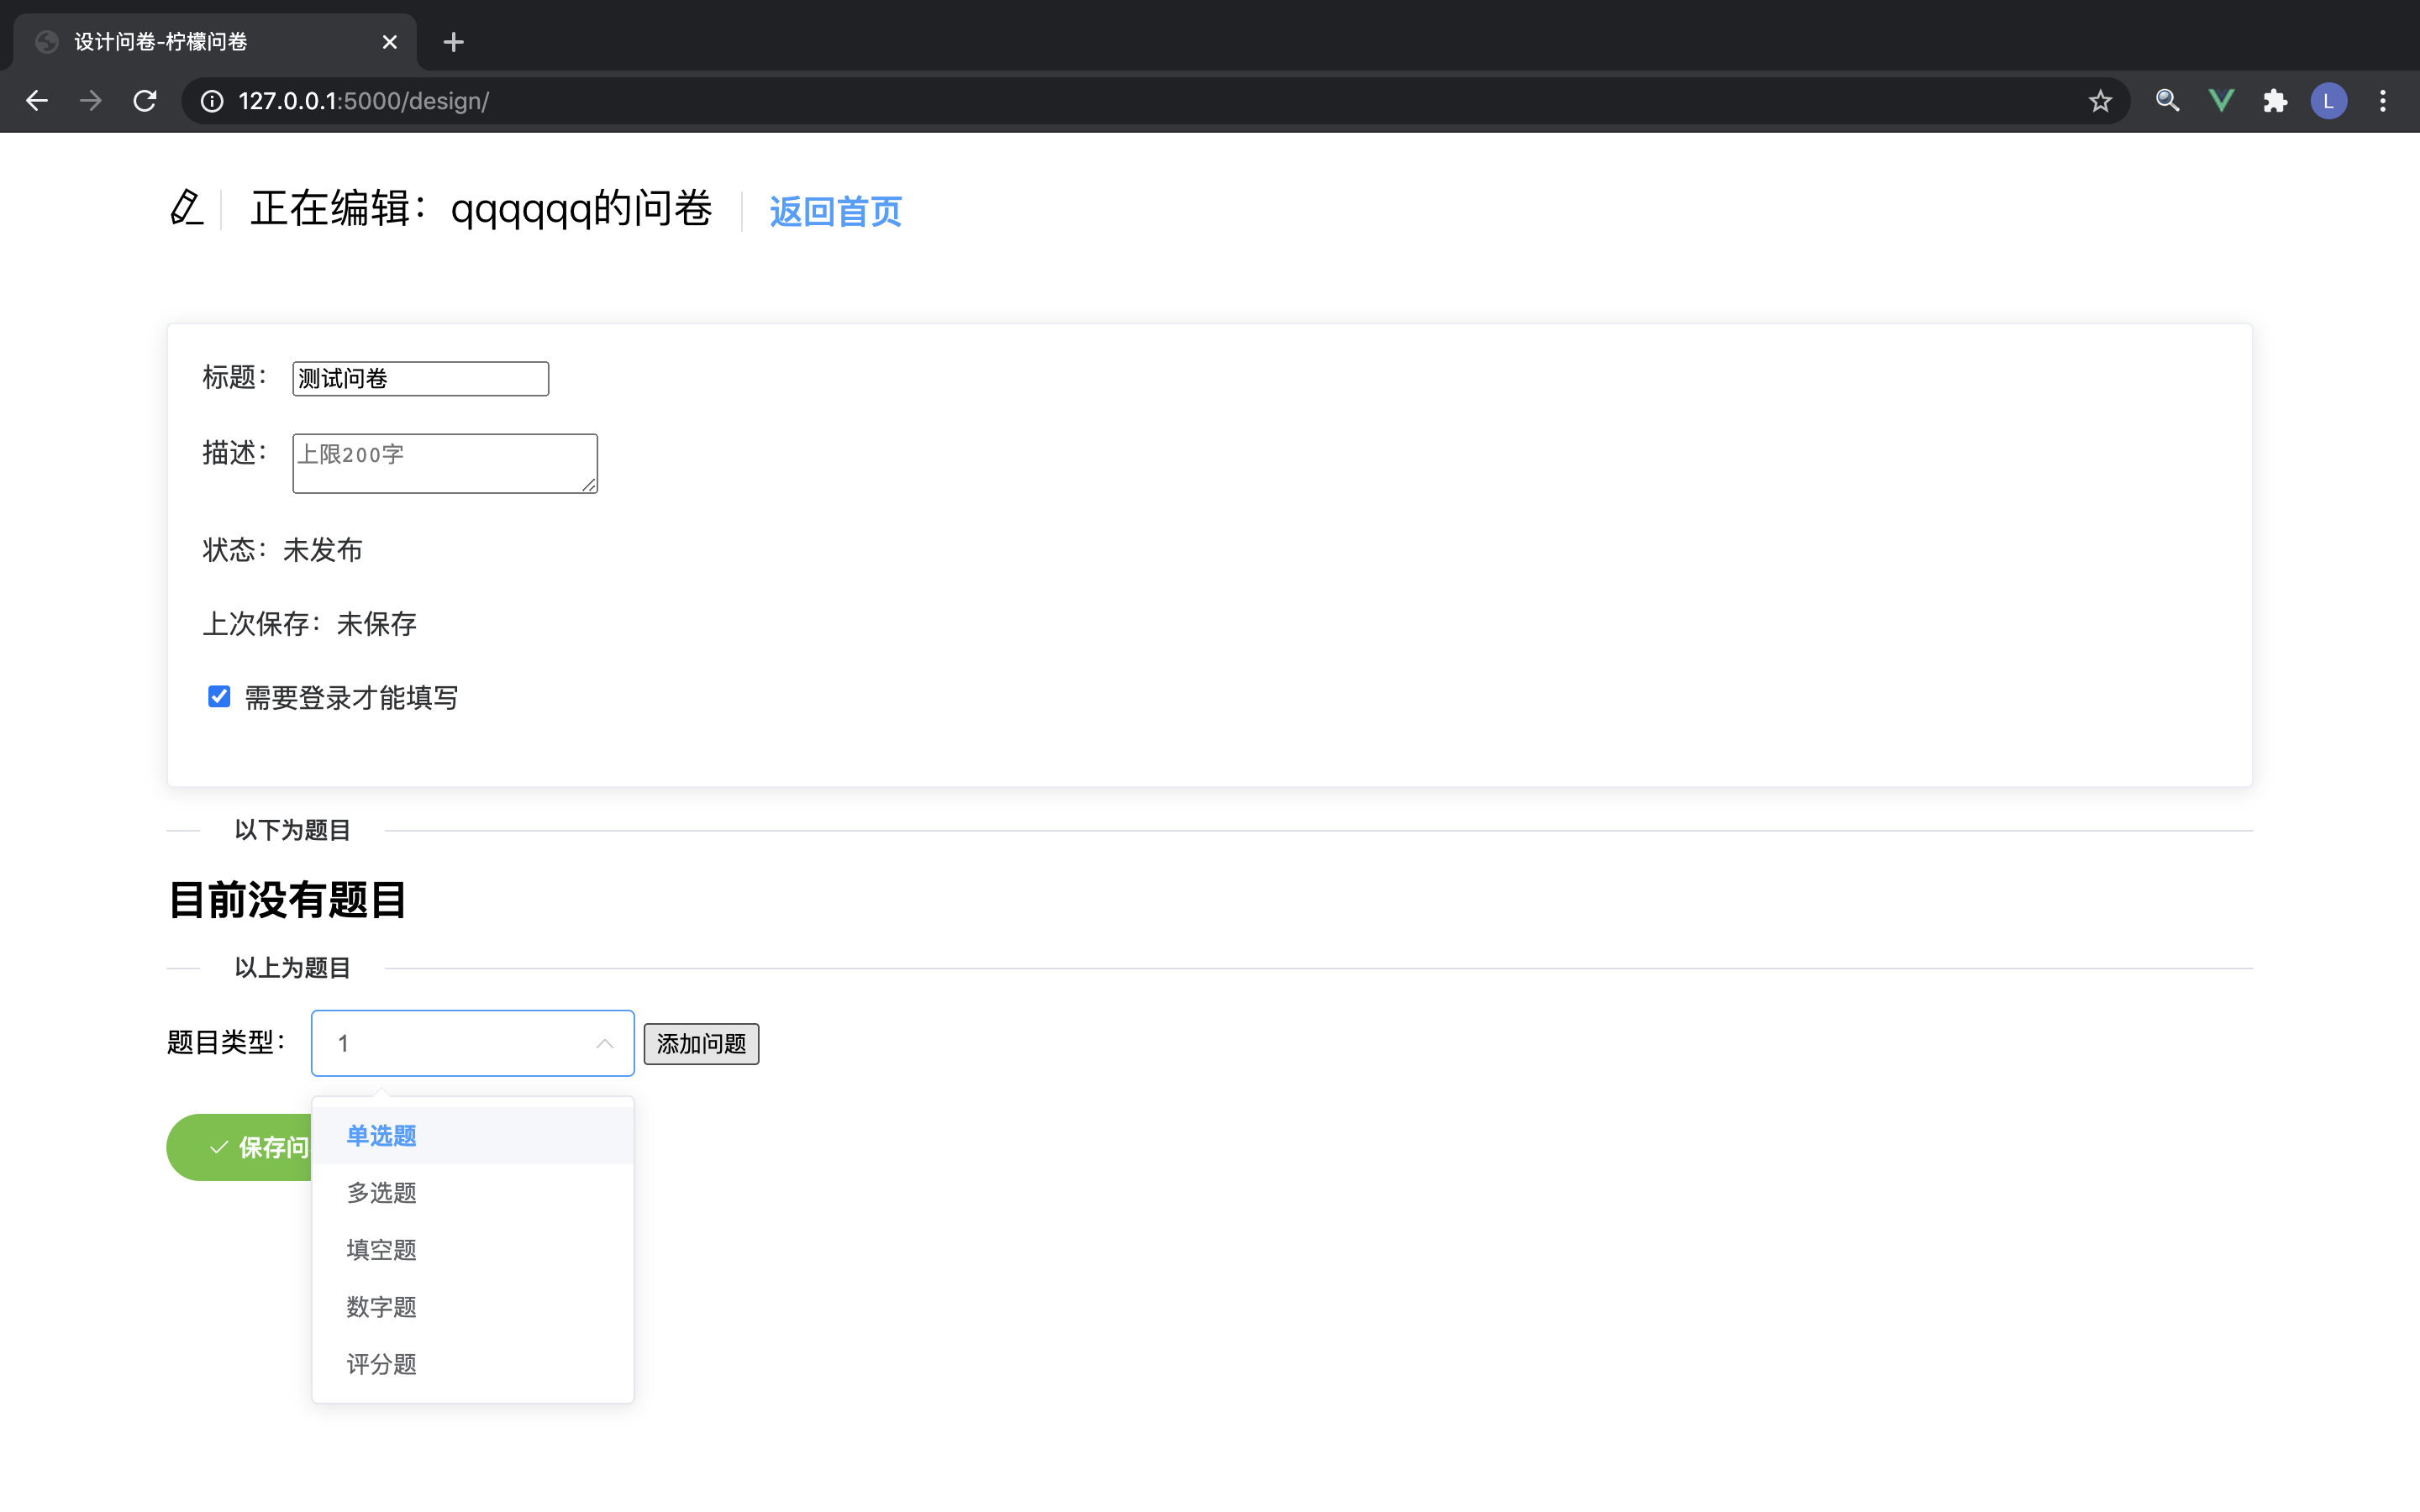 设计问卷-柠檬问卷
127.0.0.1:5000/design/
L
正在编辑：qqqqqq的问卷
返回首页
标题：
测试问卷
描述：
上限200字
状态：未发布
上次保存：未保存
需要登录才能填写
以下为题目
目前没有题目
以上为题目
题目类型：
1
添加问题
保存问
单选题
多选题
填空题
数字题
评分题